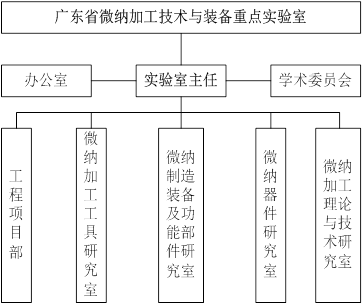 广东省微纳加工技术与装备重点实验室
办公室
实验室主任
学术委员会
工程项目部
微纳加工工具研究室
微纳制造装备及功能部件研究室
微纳器件研究室
微纳加工理论与技术研究室